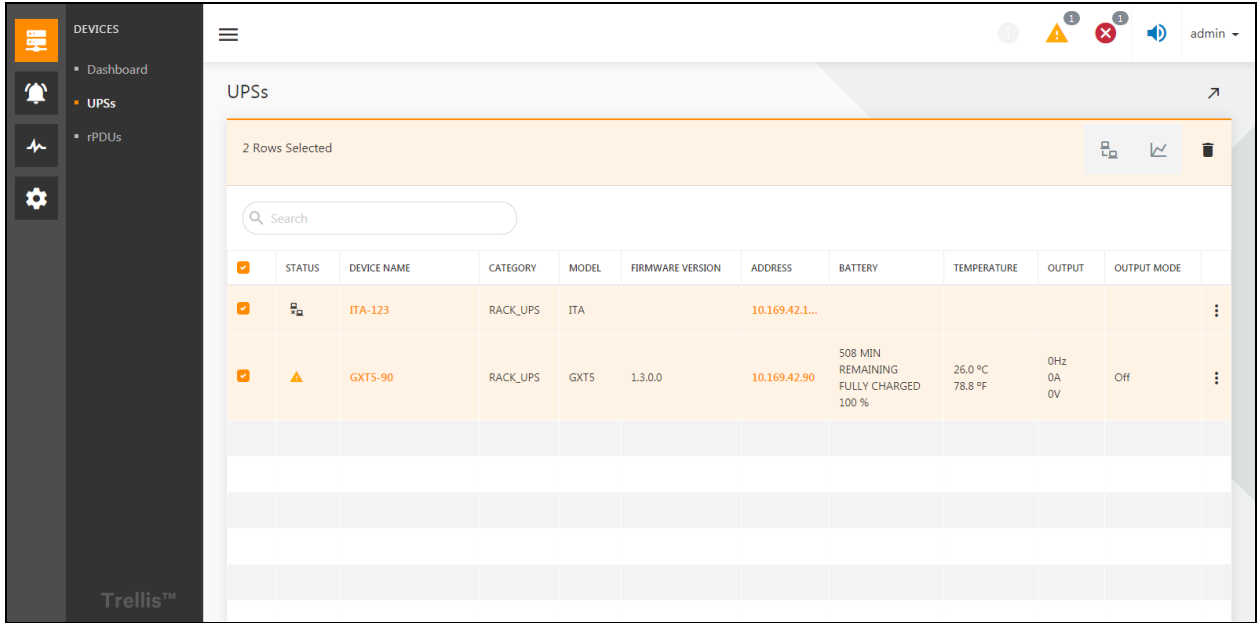 DEVICES
Dashboard
UPSs
rPDUs
Trellis™
1
1
admin
UPSs
2 Rows Selected
Search
STATUS DEVICE NAME CATEGORY MODEL FIRMWARE VERSION ADDRESS BATTERY TEMPERATURE OUTPUT OUTPUT MODE
ITA-123 RACK_UPS ITA 10.169.42.1...
GXT5-90 RACK_UPS GXT5 1.3.0.0 10.169.42.90
508 MIN
REMAINING
FULLY CHARGED
100 %
26.0 ºC
78.8 ºF
0Hz
0A
0V
Off